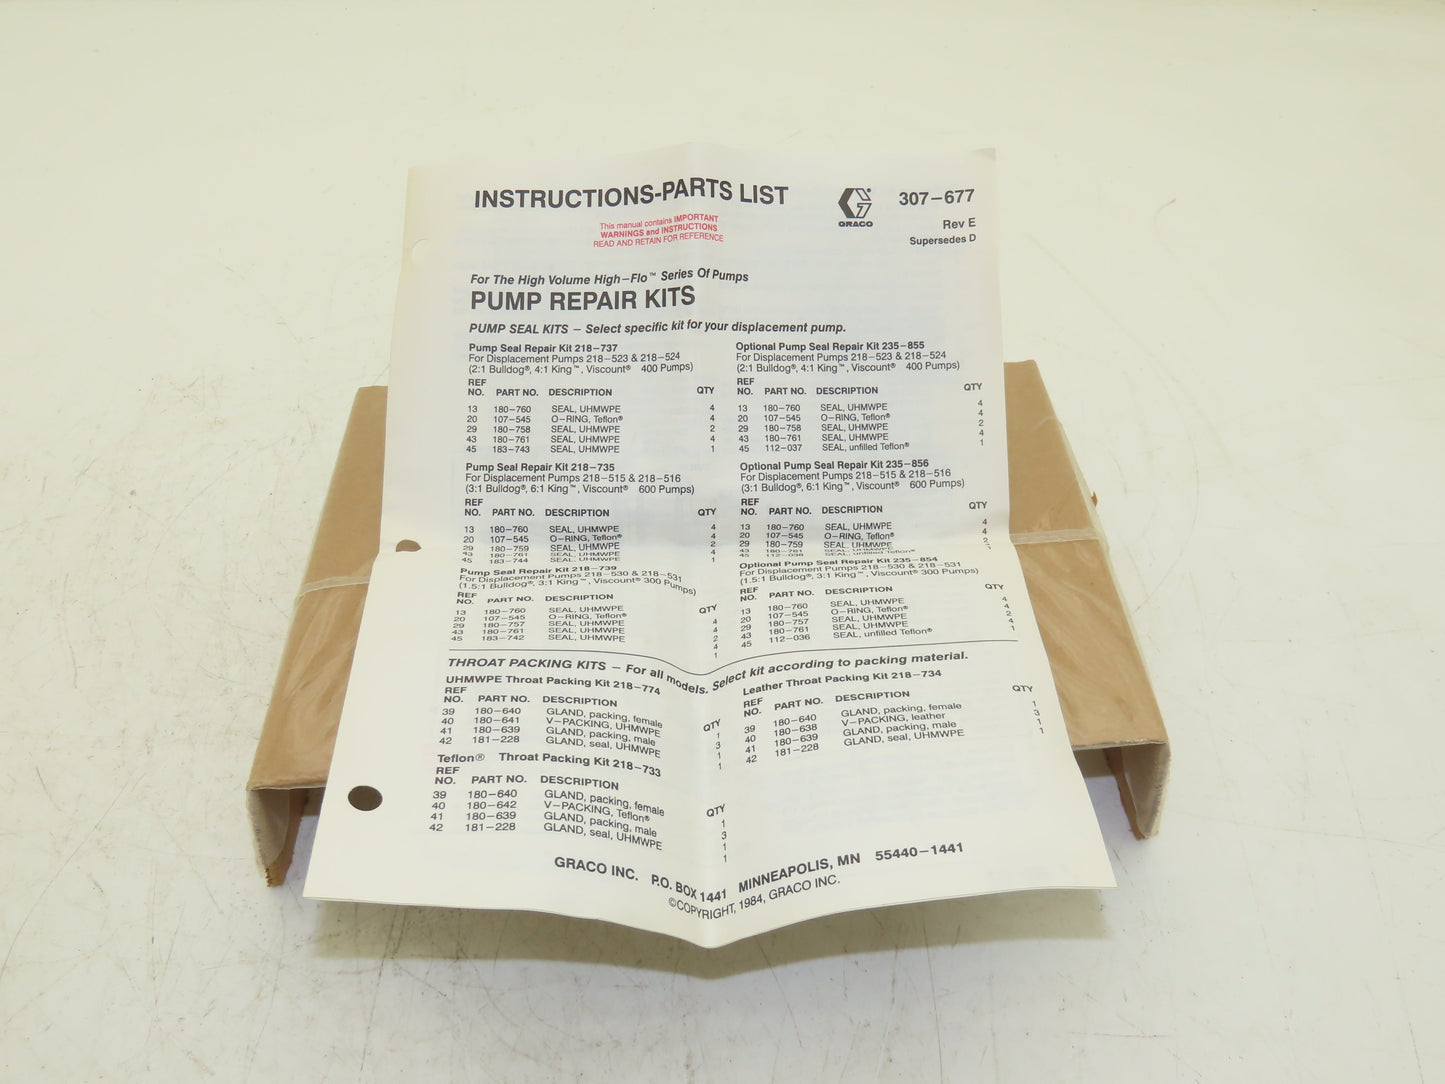 INSTRUCTIONS-PARTS LIST
This manual contains IMPORTANT
WARNINGS and INSTRUCTIONS
READ AND RETAIN FOR REFERENCE
GRACO
307-677
Rev E
Supersedes D
For The High Volume High-Flo™ Series Of Pumps
PUMP REPAIR KITS
PUMP SEAL KITS – Select specific kit for your displacement pump.
Pump Seal Repair Kit 218-737
For Displacement Pumps 218-523 & 218-524
(2:1 Bulldog®, 4:1 King™, Viscount® 400 Pumps)
REF
NO. PART NO. DESCRIPTION QTY
13 180-760 SEAL, UHMWPE 4
20 107-545 O-RING, Teflon® 4
29 180-758 SEAL, UHMWPE 2
43 180-761 SEAL, UHMWPE 4
45 183-743 SEAL, UHMWPE 1
Optional Pump Seal Repair Kit 235-855
For Displacement Pumps 218-523 & 218-524
(2:1 Bulldog®, 4:1 King™, Viscount® 400 Pumps)
REF
NO. PART NO. DESCRIPTION QTY
13 180-760 SEAL, UHMWPE 4
20 107-545 O-RING, Teflon® 4
29 180-758 SEAL, UHMWPE 2
43 180-761 SEAL, UHMWPE 4
45 112-037 SEAL, unfilled Teflon® 1
Pump Seal Repair Kit 218-735
For Displacement Pumps 218-515 & 218-516
(3:1 Bulldog®, 6:1 King™, Viscount® 600 Pumps)
REF
NO. PART NO. DESCRIPTION QTY
13 180-760 SEAL, UHMWPE 4
20 107-545 O-RING, Teflon® 4
29 180-759 SEAL, UHMWPE 2
43 180-761 SEAL, UHMWPE 4
45 183-744 SEAL, UHMWPE 1
Optional Pump Seal Repair Kit 235-856
For Displacement Pumps 218-515 & 218-516
(3:1 Bulldog®, 6:1 King™, Viscount® 600 Pumps)
REF
NO. PART NO. DESCRIPTION QTY
13 180-760 SEAL, UHMWPE 4
20 107-545 O-RING, Teflon® 4
29 180-759 SEAL, UHMWPE 2
43 180-761 SEAL, UHMWPE
45 112-038 SEAL, unfilled Teflon® 1
Pump Seal Repair Kit 218-739
For Displacement Pumps 218-530 & 218-531
(1.5:1 Bulldog®, 3:1 King™, Viscount® 300 Pumps)
REF
NO. PART NO. DESCRIPTION QTY
13 180-760 SEAL, UHMWPE 4
20 107-545 O-RING, Teflon® 4
29 180-757 SEAL, UHMWPE 2
43 180-761 SEAL, UHMWPE 4
45 183-742 SEAL, UHMWPE 1
Optional Pump Seal Repair Kit 235-854
For Displacement Pumps 218-530 & 218-531
(1.5:1 Bulldog®, 3:1 King™, Viscount® 300 Pumps)
REF
NO. PART NO. DESCRIPTION QTY
13 180-760 SEAL, UHMWPE 4
20 107-545 O-RING, Teflon® 4
29 180-757 SEAL, UHMWPE 2
43 180-761 SEAL, UHMWPE 4
45 112-036 SEAL, unfilled Teflon® 1
THROAT PACKING KITS – For all models. Select kit according to packing material.
UHMWPE Throat Packing Kit 218-774
REF
NO. PART NO. DESCRIPTION QTY
39 180-640 GLAND, packing, female 1
40 180-641 V-PACKING, UHMWPE 3
41 180-639 GLAND, packing, male 1
42 181-228 GLAND, seal, UHMWPE 1
Leather Throat Packing Kit 218-734
REF
NO. PART NO. DESCRIPTION QTY
39 180-640 GLAND, packing, female 1
40 180-638 V-PACKING, leather 3
41 180-639 GLAND, packing, male 1
42 181-228 GLAND, seal, UHMWPE 1
Teflon® Throat Packing Kit 218-733
REF
NO. PART NO. DESCRIPTION QTY
39 180-640 GLAND, packing, female 1
40 180-642 V-PACKING, Teflon® 3
41 180-639 GLAND, packing, male 1
42 181-228 GLAND, seal, UHMWPE 1
GRACO INC. P.O. BOX 1441 MINNEAPOLIS, MN 55440-1441
©COPYRIGHT, 1984, GRACO INC.